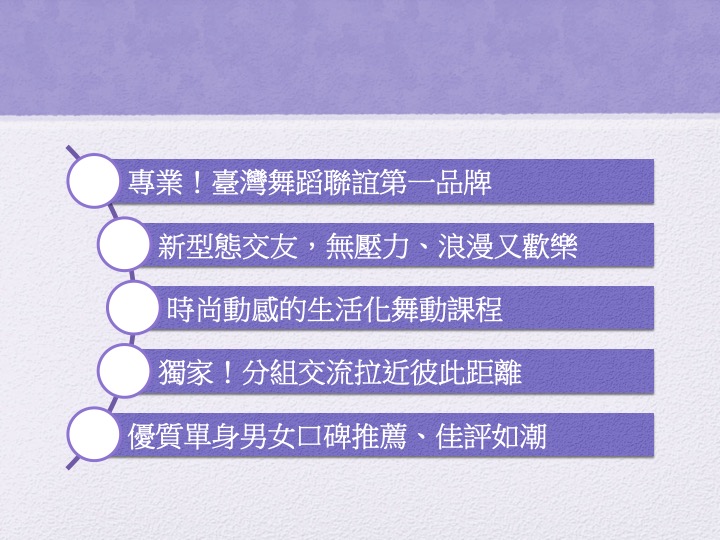 專業！臺灣舞蹈聯誼第一品牌
新型態交友，無壓力、浪漫又歡樂
時尚動感的生活化舞動課程
獨家！分組交流拉近彼此距離
優質單身男女口碑推薦、佳評如潮